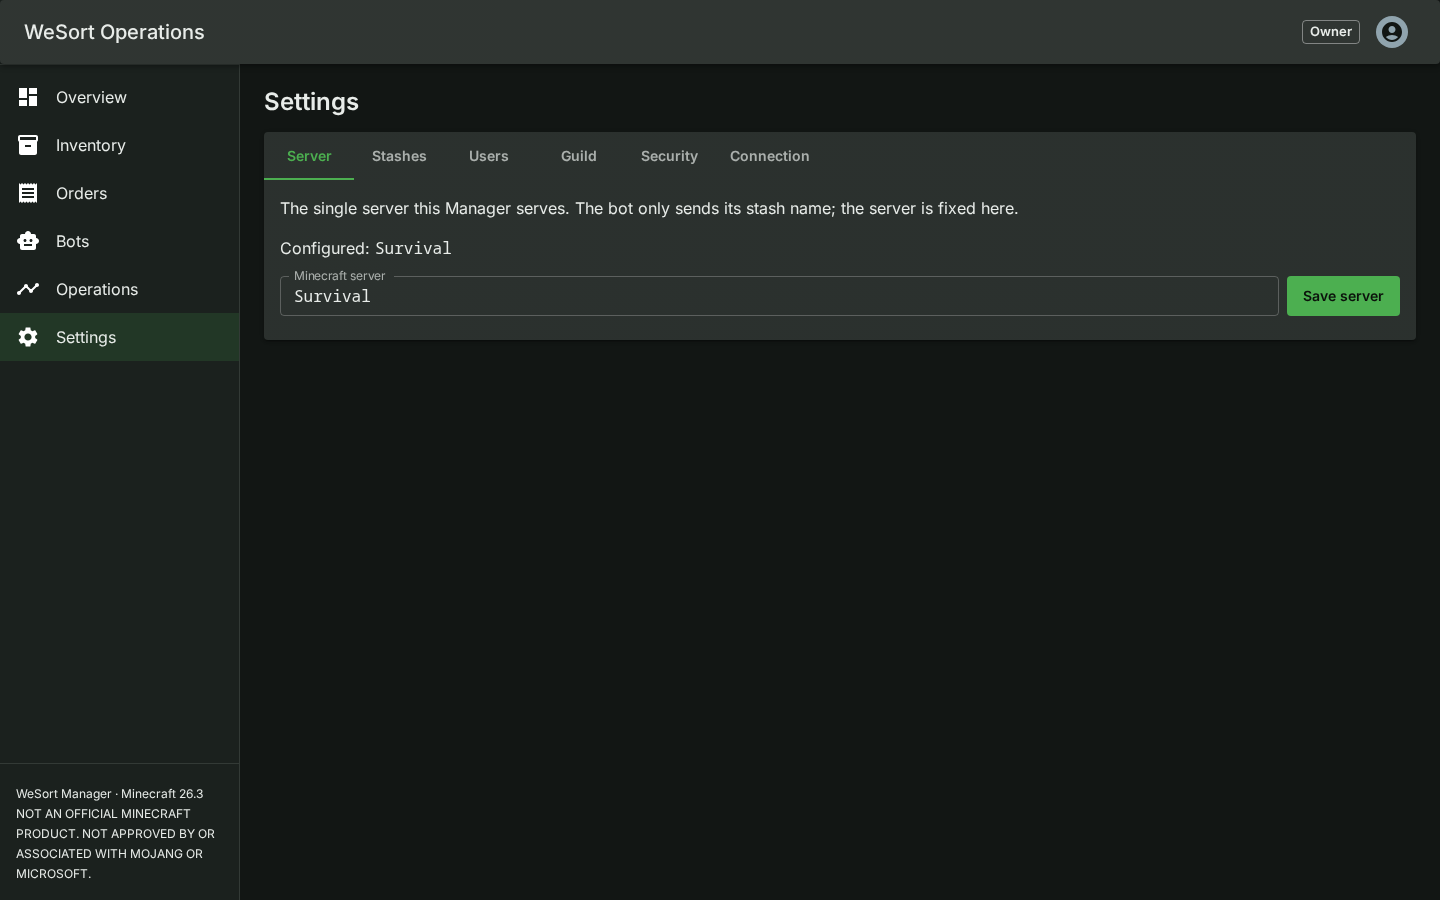 WeSort Operations
Owner
Overview
Inventory
Orders
Bots
Operations
Settings
Settings
Server
Stashes
Users
Guild
Security
Connection
The single server this Manager serves. The bot only sends its stash name; the server is fixed here.
Configured: Survival
Minecraft server
Survival
Save server
WeSort Manager · Minecraft 26.3
NOT AN OFFICIAL MINECRAFT
PRODUCT. NOT APPROVED BY OR
ASSOCIATED WITH MOJANG OR
MICROSOFT.